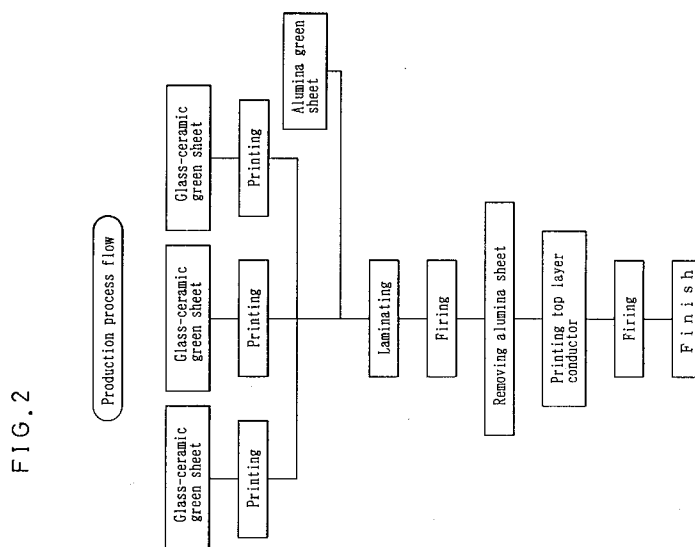 FIG.2
Production process flow
Glass-ceramic
green sheet
Glass-ceramic
green sheet
Glass-ceramic
green sheet
Printing
Printing
Printing
Alumina green
sheet
Laminating
Firing
Removing alumina sheet
Printing top layer
conductor
Firing
Finish